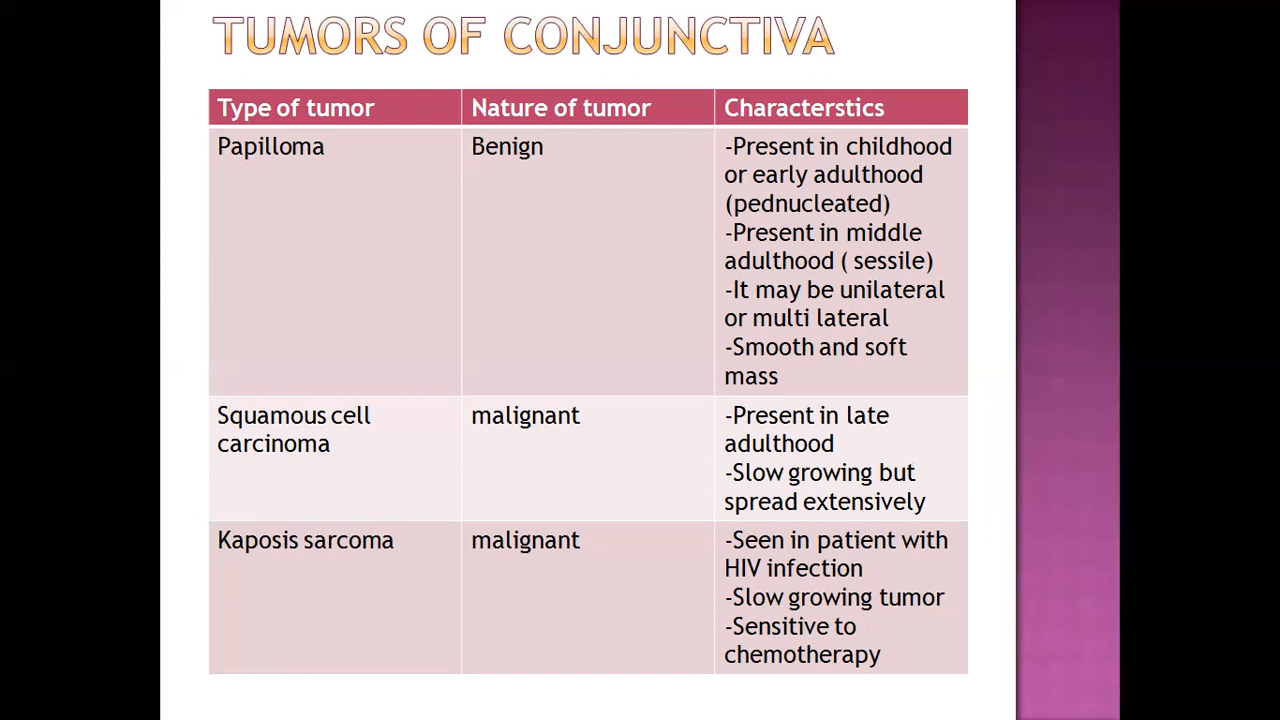 TUMORS OF CONJUNCTIVA
Type of tumor
Nature of tumor
Characterstics
Papilloma
Benign
-Present in childhood
or early adulthood
(pednucleated)
-Present in middle
adulthood ( sessile)
-It may be unilateral
or multi lateral
-Smooth and soft
mass
Squamous cell
carcinoma
malignant
-Present in late
adulthood
-Slow growing but
spread extensively
Kaposis sarcoma
malignant
-Seen in patient with
HIV infection
-Slow growing tumor
-Sensitive to
chemotherapy